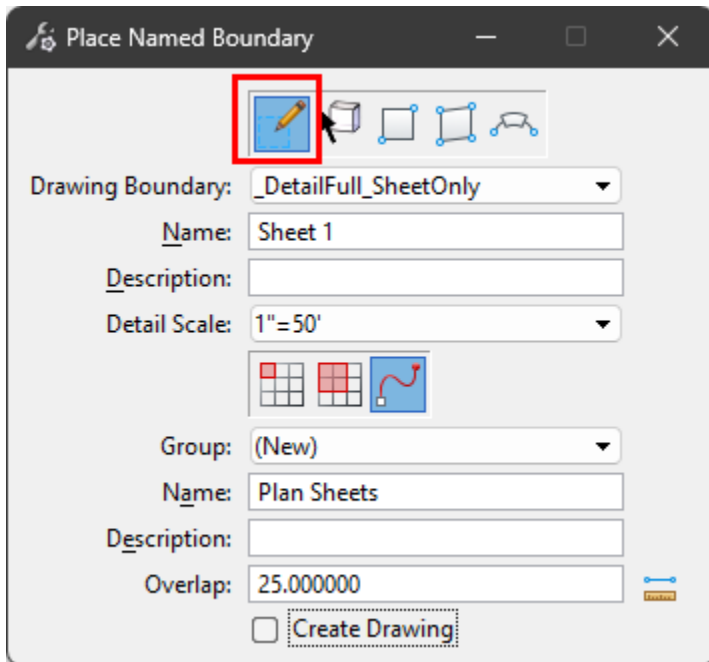 Place Named Boundary
Drawing Boundary: _DetailFull_SheetOnly
Name: Sheet 1
Description:
Detail Scale: 1"=50'
Group: (New)
Name: Plan Sheets
Description:
Overlap: 25.000000
Create Drawing